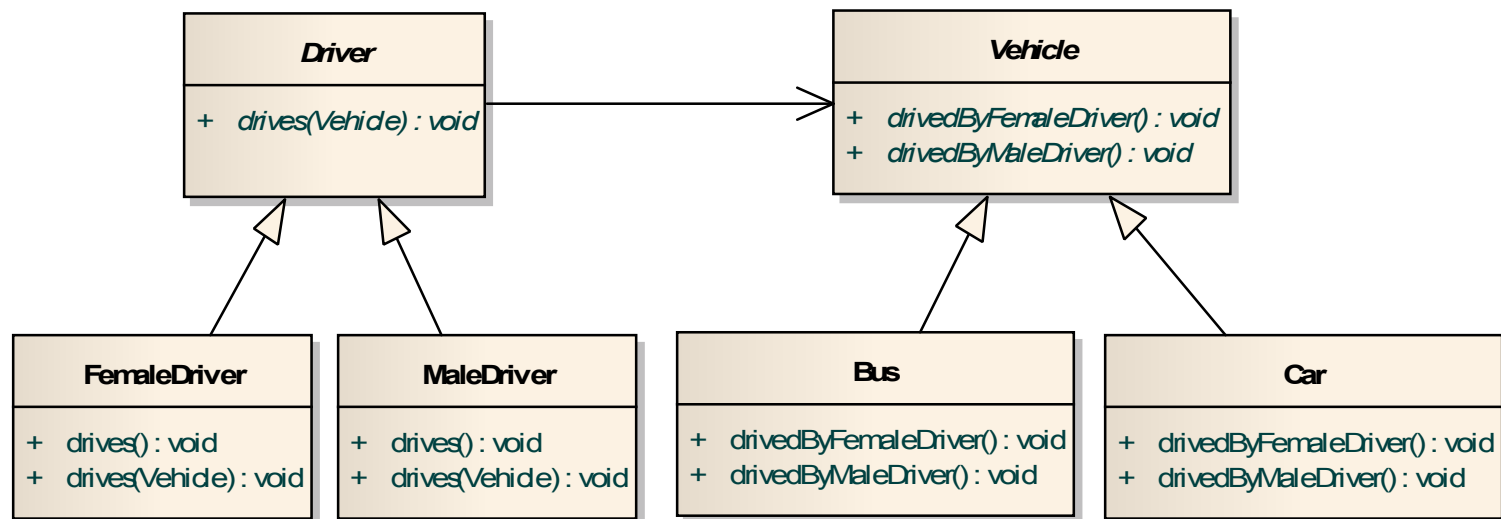 Driver
+ drives(Vehicle) : void
Vehicle
+ drivedByFemaleDriver() : void
+ drivedByMaleDriver() : void
FemaleDriver
+ drives() : void
+ drives(Vehicle) : void
MaleDriver
+ drives() : void
+ drives(Vehicle) : void
Bus
+ drivedByFemaleDriver() : void
+ drivedByMaleDriver() : void
Car
+ drivedByFemaleDriver() : void
+ drivedByMaleDriver() : void